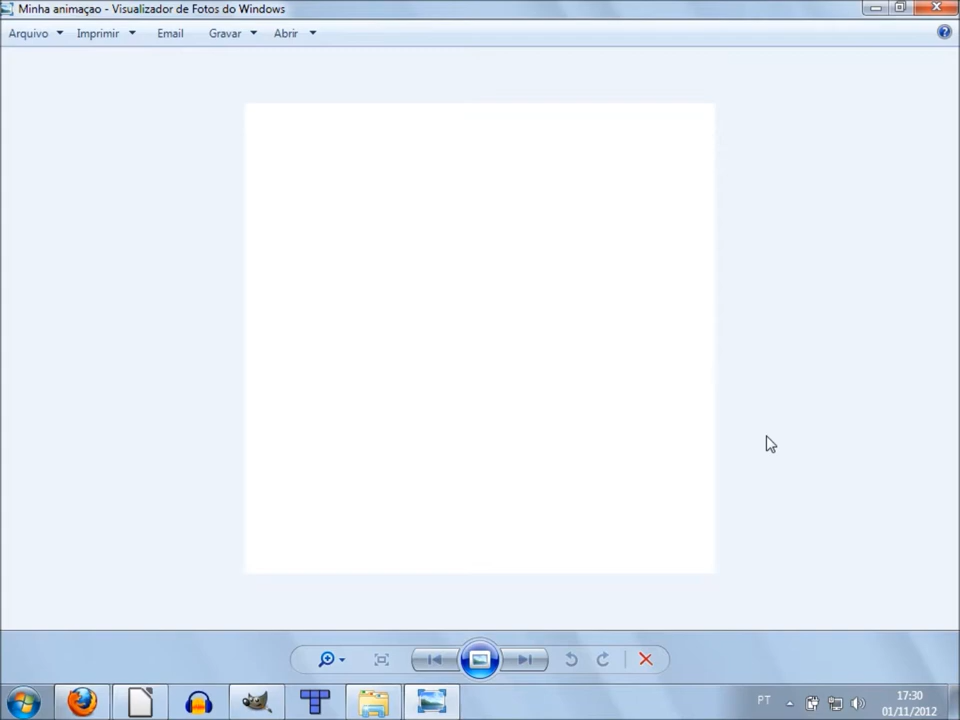 Minha animaçao - Visualizador de Fotos do Windows
Arquivo Imprimir Email Gravar Abrir
PT
17:30
01/11/2012